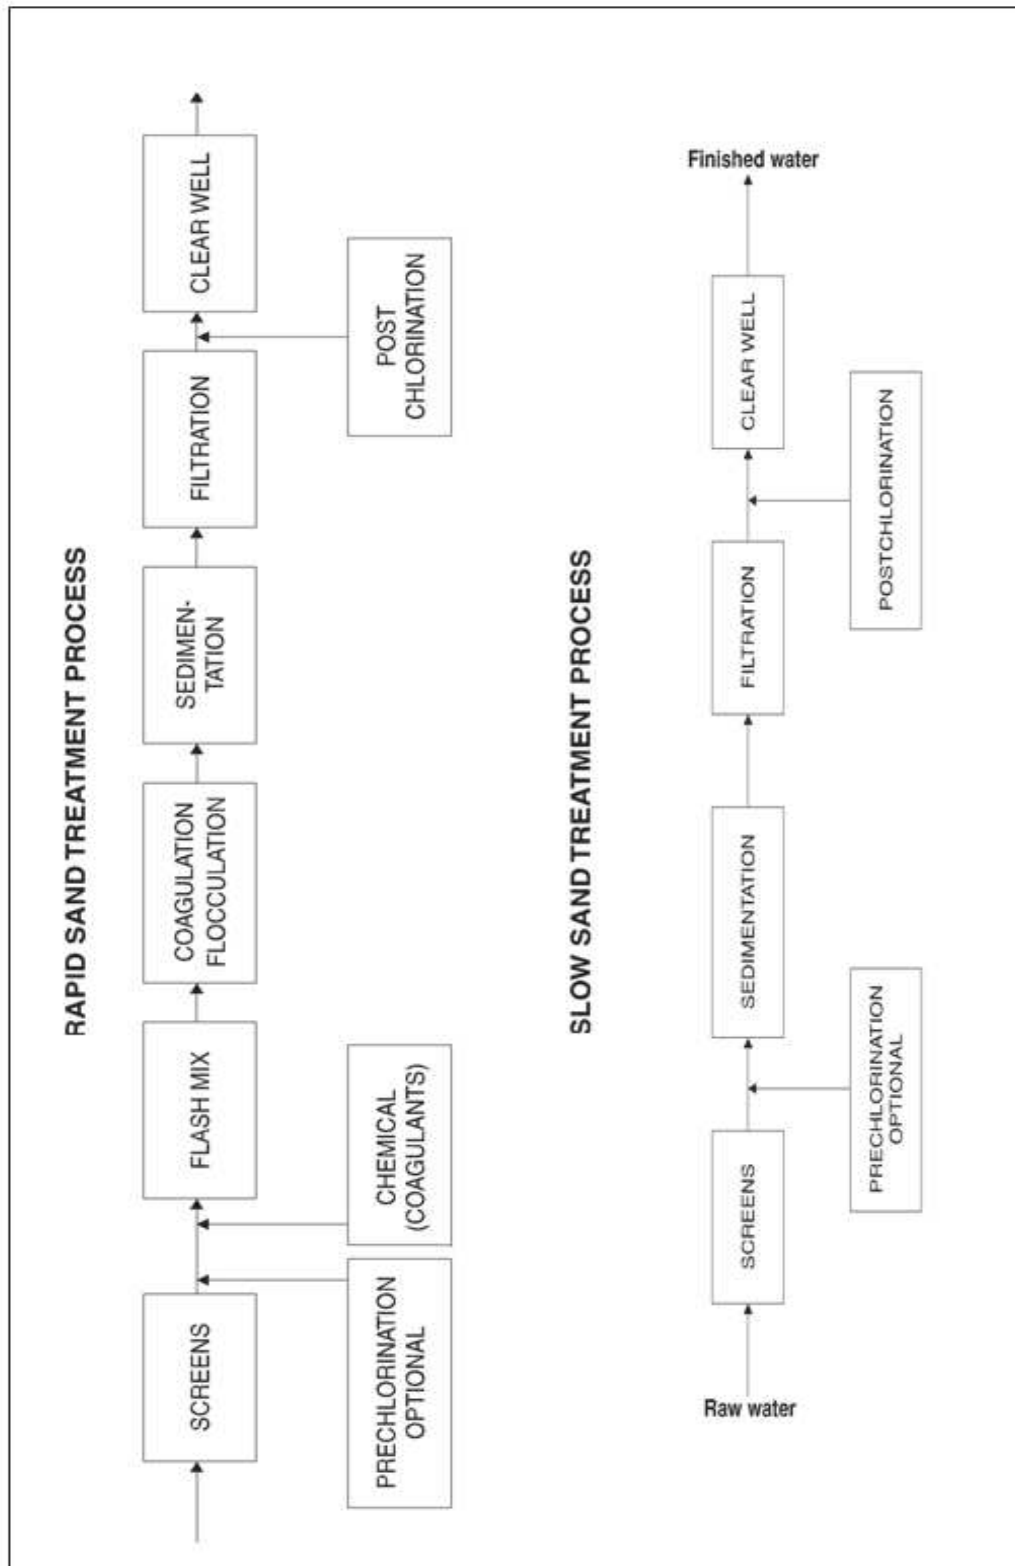 RAPID SAND TREATMENT PROCESS
SCREENS
PRECHLORINATION
OPTIONAL
CHEMICAL
(COAGULANTS)
FLASH MIX
COAGULATION
FLOCCULATION
SEDIMEN-
TATION
FILTRATION
POST
CHLORINATION
CLEAR WELL
SLOW SAND TREATMENT PROCESS
Raw water
SCREENS
PRECHLORINATION
OPTIONAL
SEDIMENTATION
FILTRATION
POSTCHLORINATION
CLEAR WELL
Finished water